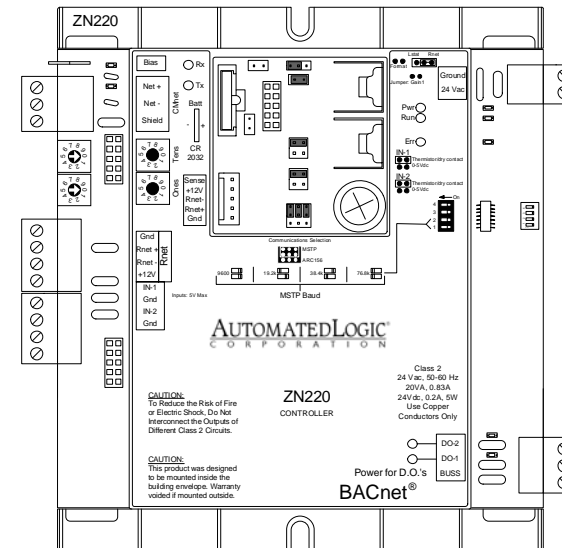 ZN220
Bias
Rx
Tx
Net +
Net -
Shield
CMnet
Batt
- +
CR
2032
Tens
Ones
Sense
+12V
Rnet-
Rnet+
Gnd
Gnd
Rnet +
Rnet -
+12V
Rnet
IN-1
Gnd
IN-2
Gnd
Inputs: 5V Max
Lstat Rnet
Format
Jumper: Gain1
Ground
24 Vac
Pwr
Run
Err
IN-1
Thermistor/dry contact
0-5Vdc
IN-2
Thermistor/dry contact
0-5Vdc
On
4
3
2
1
Communications Selection
MSTP
ARC156
9600
19.2k
38.4k
76.8k
MSTP Baud
AUTOMATEDLOGIC®
CORPORATION
ZN220
CONTROLLER
Class 2
24 Vac, 50-60 Hz
20VA, 0.83A
24Vdc, 0.2A, 5W
Use Copper
Conductors Only
CAUTION:
To Reduce the Risk of Fire
or Electric Shock, Do Not
Interconnect the Outputs of
Different Class 2 Circuits.
CAUTION:
This product was designed
to be mounted inside the
building envelope. Warranty
voided if mounted outside.
DO-2
DO-1
BUSS
Power for D.O.'s
BACnet®